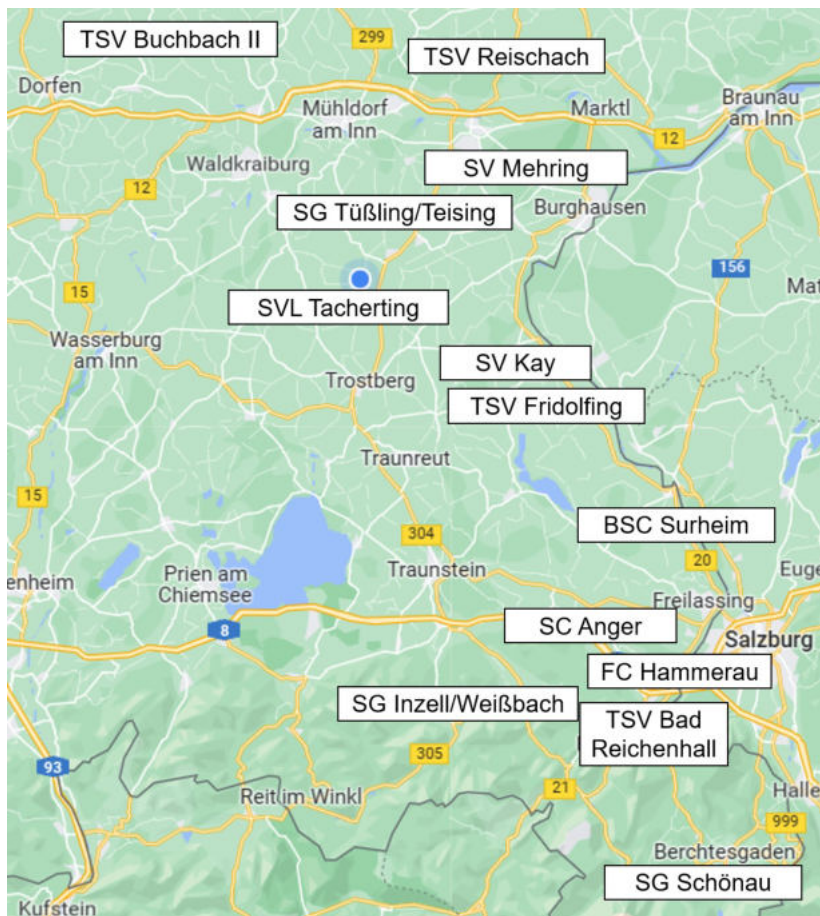 TSV Buchbach II
299
TSV Reischach
Dorfen
Mühldorf
am Inn
Marktl
Braunau
am Inn
12
Waldkraiburg
SV Mehring
12
SG Tüßling/Teising
Burghausen
156
15
SVL Tacherting
Mat
Wasserburg
am Inn
SV Kay
Trostberg
TSV Fridolfing
Traunreut
15
BSC Surheim
304
20
Prien am
Chiemsee
Traunstein
Euge
enheim
Freilassing
8
SC Anger
Salzburg
FC Hammerau
SG Inzell/Weißbach
TSV Bad
Reichenhall
305
93
21
Reit im Winkl
Halle
999
Berchtesgaden
SG Schönau
Kufstein